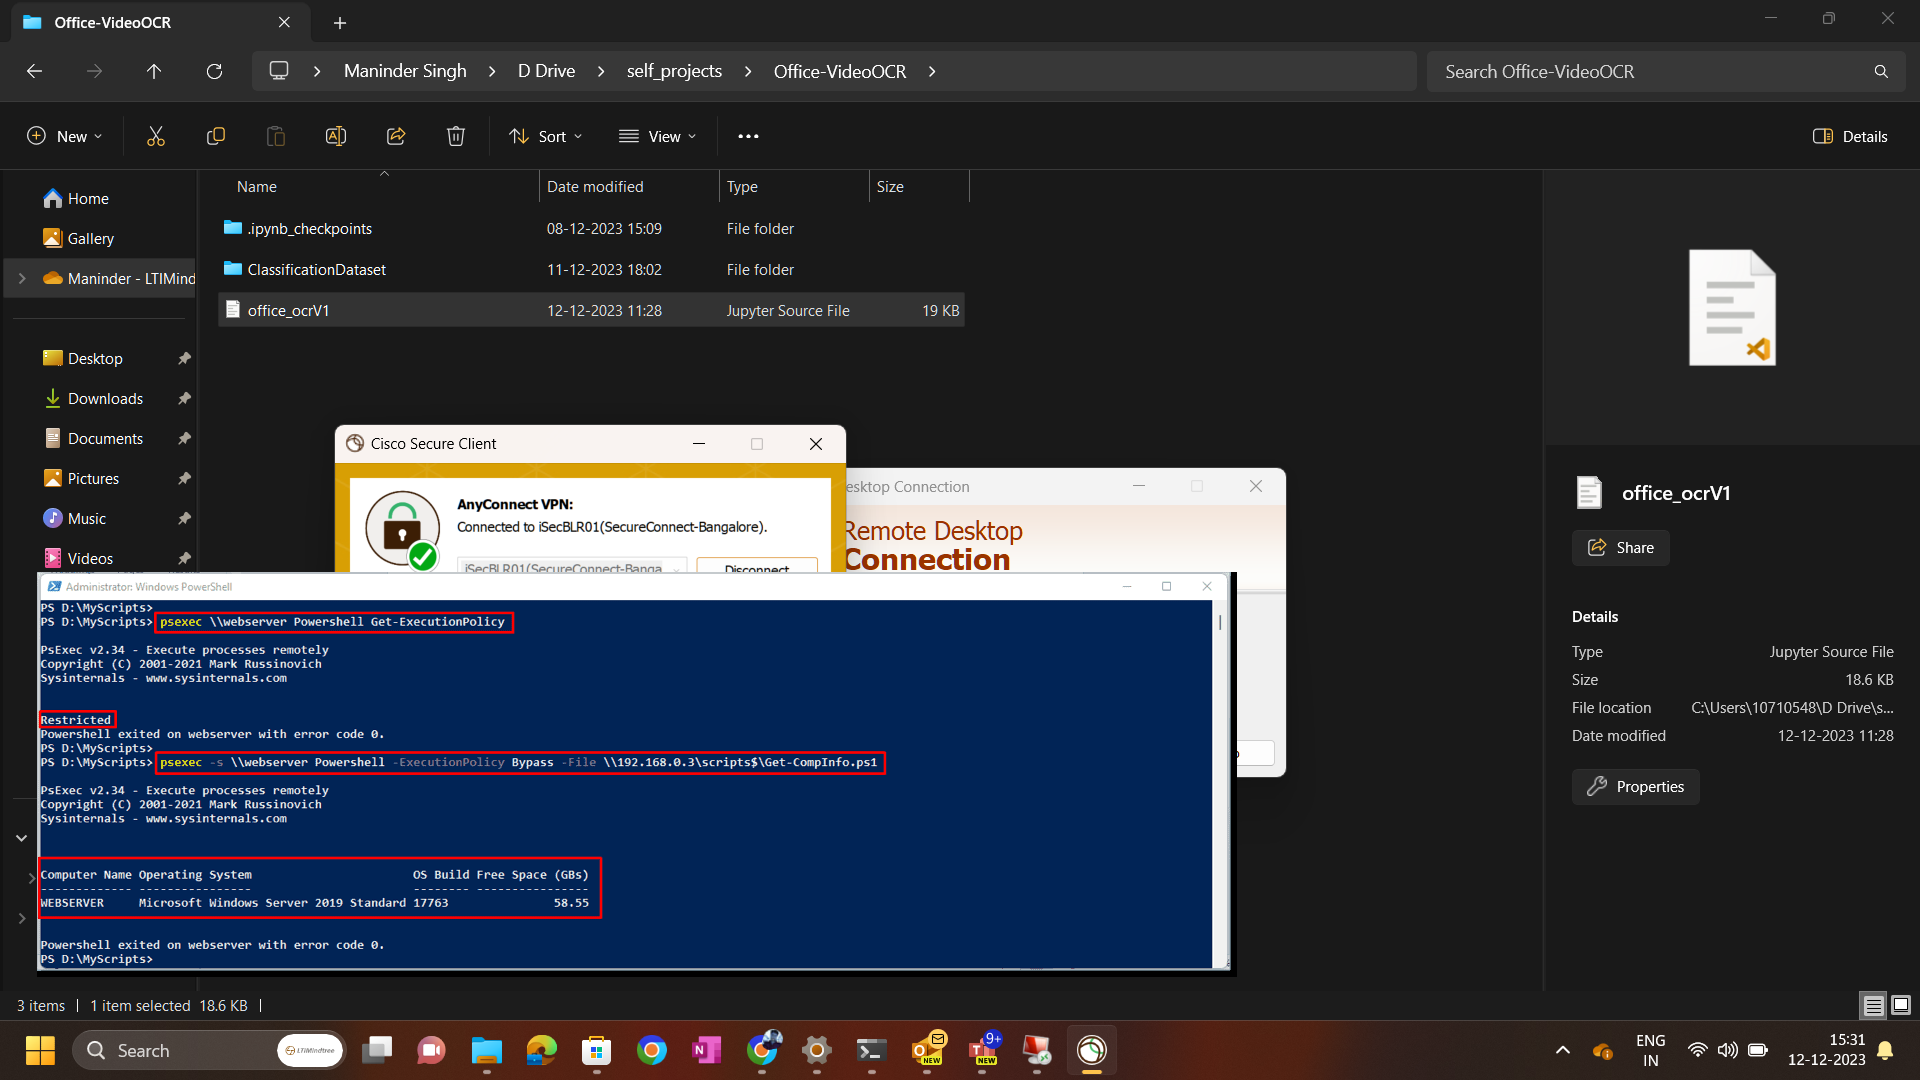 Office-VideoOCR
Maninder Singh
D Drive
self_projects
Office-VideoOCR
Search Office-VideoOCR
New
Sort
View
Details
Name
Date modified
Type
Size
Home
.ipynb_checkpoints
08-12-2023 15:09
File folder
Gallery
ClassificationDataset
11-12-2023 18:02
File folder
Maninder - LTIMind
office_ocrV1
12-12-2023 11:28
Jupyter Source File
19 KB
Desktop
Downloads
Documents
Pictures
Music
Videos
Cisco Secure Client
AnyConnect VPN:
Connected to iSecBLR01(SecureConnect-Bangalore).
iSecBLR01(SecureConnect-Banga
Disconnect
esktop Connection
Remote Desktop
Connection
Administrator: Windows PowerShell
PS D:\MyScripts>
PS D:\MyScripts> psexec \\webserver Powershell Get-ExecutionPolicy
PsExec v2.34 - Execute processes remotely
Copyright (C) 2001-2021 Mark Russinovich
Sysinternals - www.sysinternals.com
Restricted
Powershell exited on webserver with error code 0.
PS D:\MyScripts>
PS D:\MyScripts> psexec -s \\webserver Powershell -ExecutionPolicy Bypass -File \\192.168.0.3\scripts$\Get-CompInfo.ps1
PsExec v2.34 - Execute processes remotely
Copyright (C) 2001-2021 Mark Russinovich
Sysinternals - www.sysinternals.com
Computer Name Operating System OS Build Free Space (GBs)
------------- ---------------- -------- ----------------
WEBSERVER Microsoft Windows Server 2019 Standard 17763 58.55
Powershell exited on webserver with error code 0.
PS D:\MyScripts>
office_ocrV1
Share
Details
Type Jupyter Source File
Size 18.6 KB
File location C:\Users\10710548\D Drive\s...
Date modified 12-12-2023 11:28
Properties
3 items
1 item selected 18.6 KB
Search
LTIMindtree
NEW
9+
NEW
ENG
IN
15:31
12-12-2023